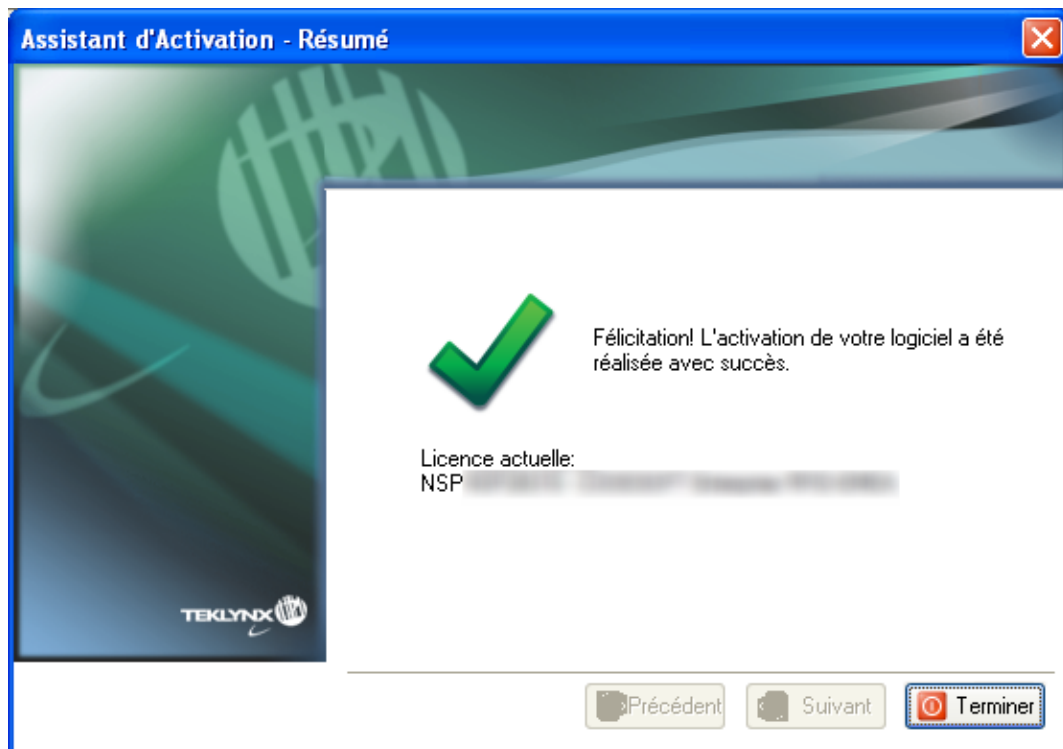 Assistant d'Activation - Résumé
Félicitation! L'activation de votre logiciel a été
réalisée avec succès.
Licence actuelle:
NSP
TEKLYNX
Précédent
Suivant
Terminer